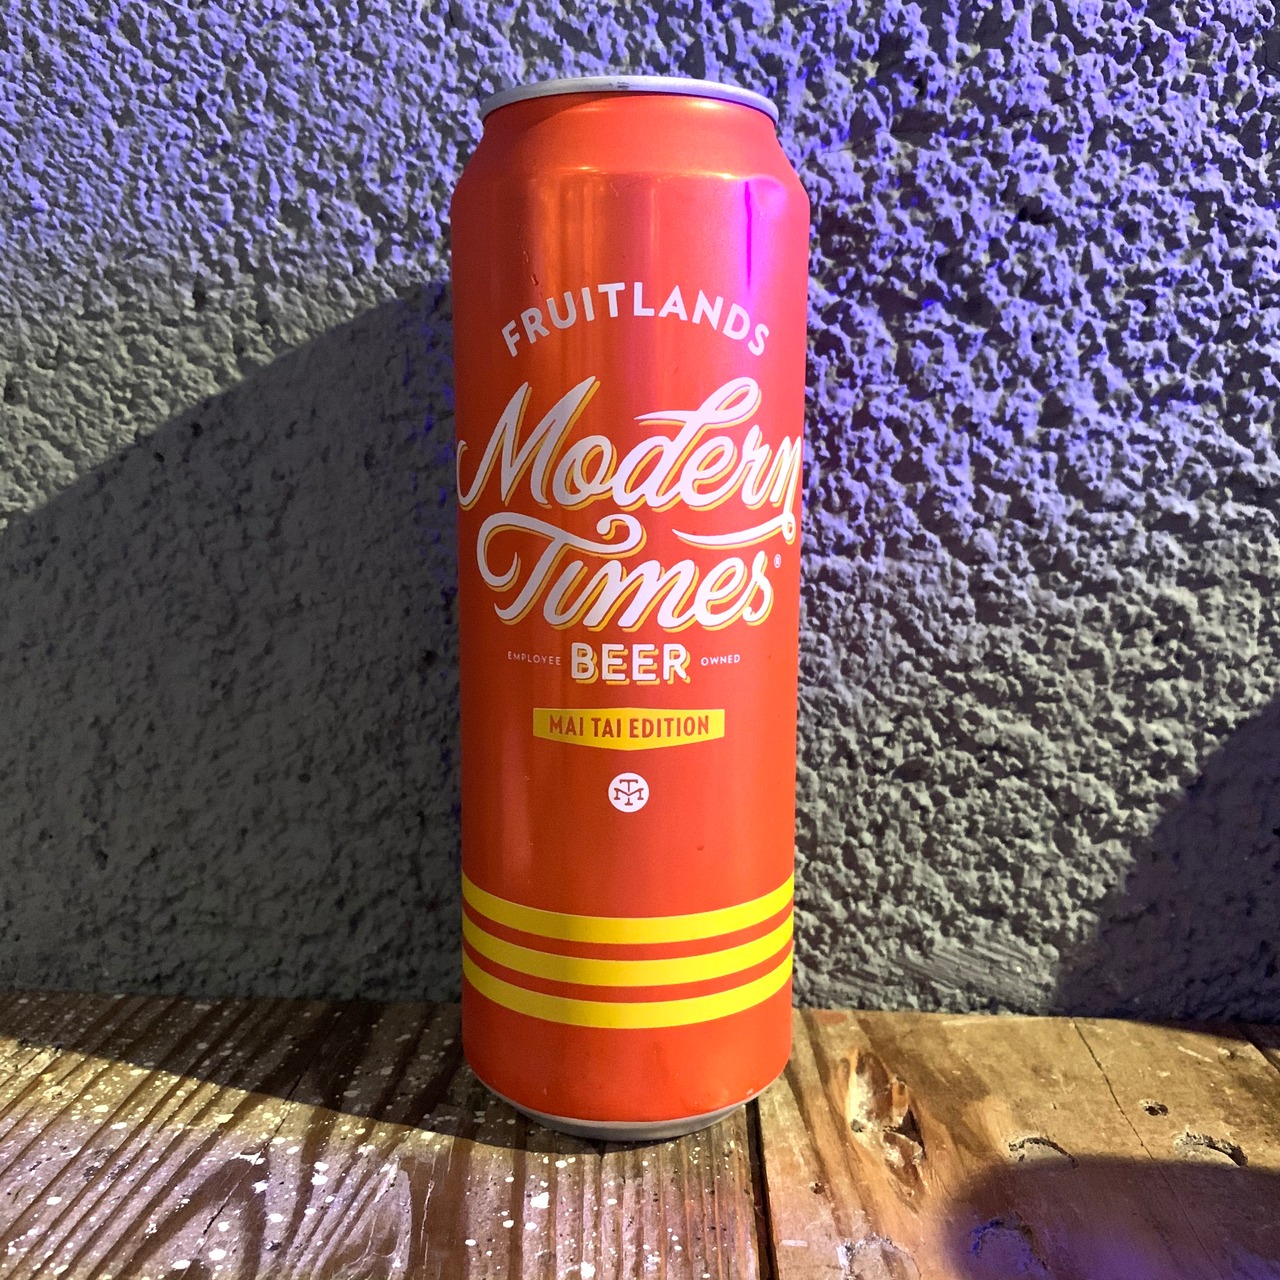 FRUITLANDS
Modern
Times®
EMPLOYEE BEER OWNED
MAI TAI EDITION